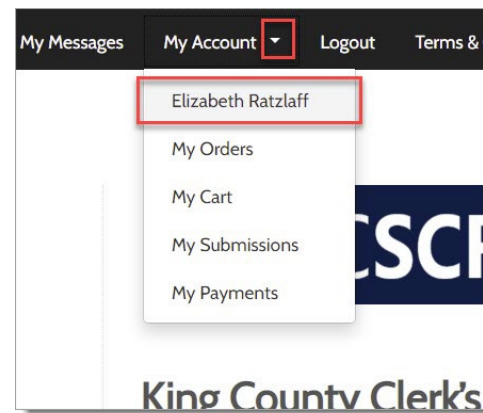 My Messages My Account Logout Terms &
Elizabeth Ratzlaff
My Orders
My Cart
My Submissions
My Payments
King County Clerk's